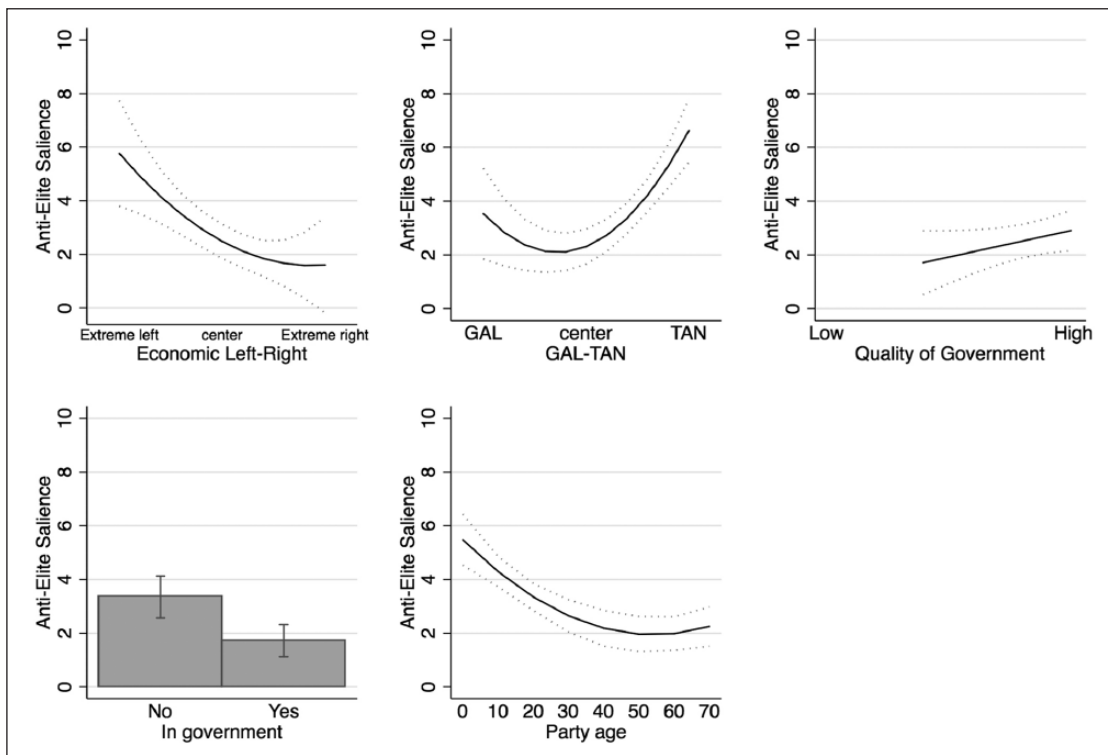 10
8
6
4
2
0
Anti-Elite Salience
Extreme left center Extreme right
Economic Left-Right
10
8
6
4
2
0
Anti-Elite Salience
GAL center TAN
GAL-TAN
10
8
6
4
2
0
Anti-Elite Salience
Low High
Quality of Government
10
8
6
4
2
0
Anti-Elite Salience
No Yes
In government
10
8
6
4
2
0
Anti-Elite Salience
0 10 20 30 40 50 60 70
Party age